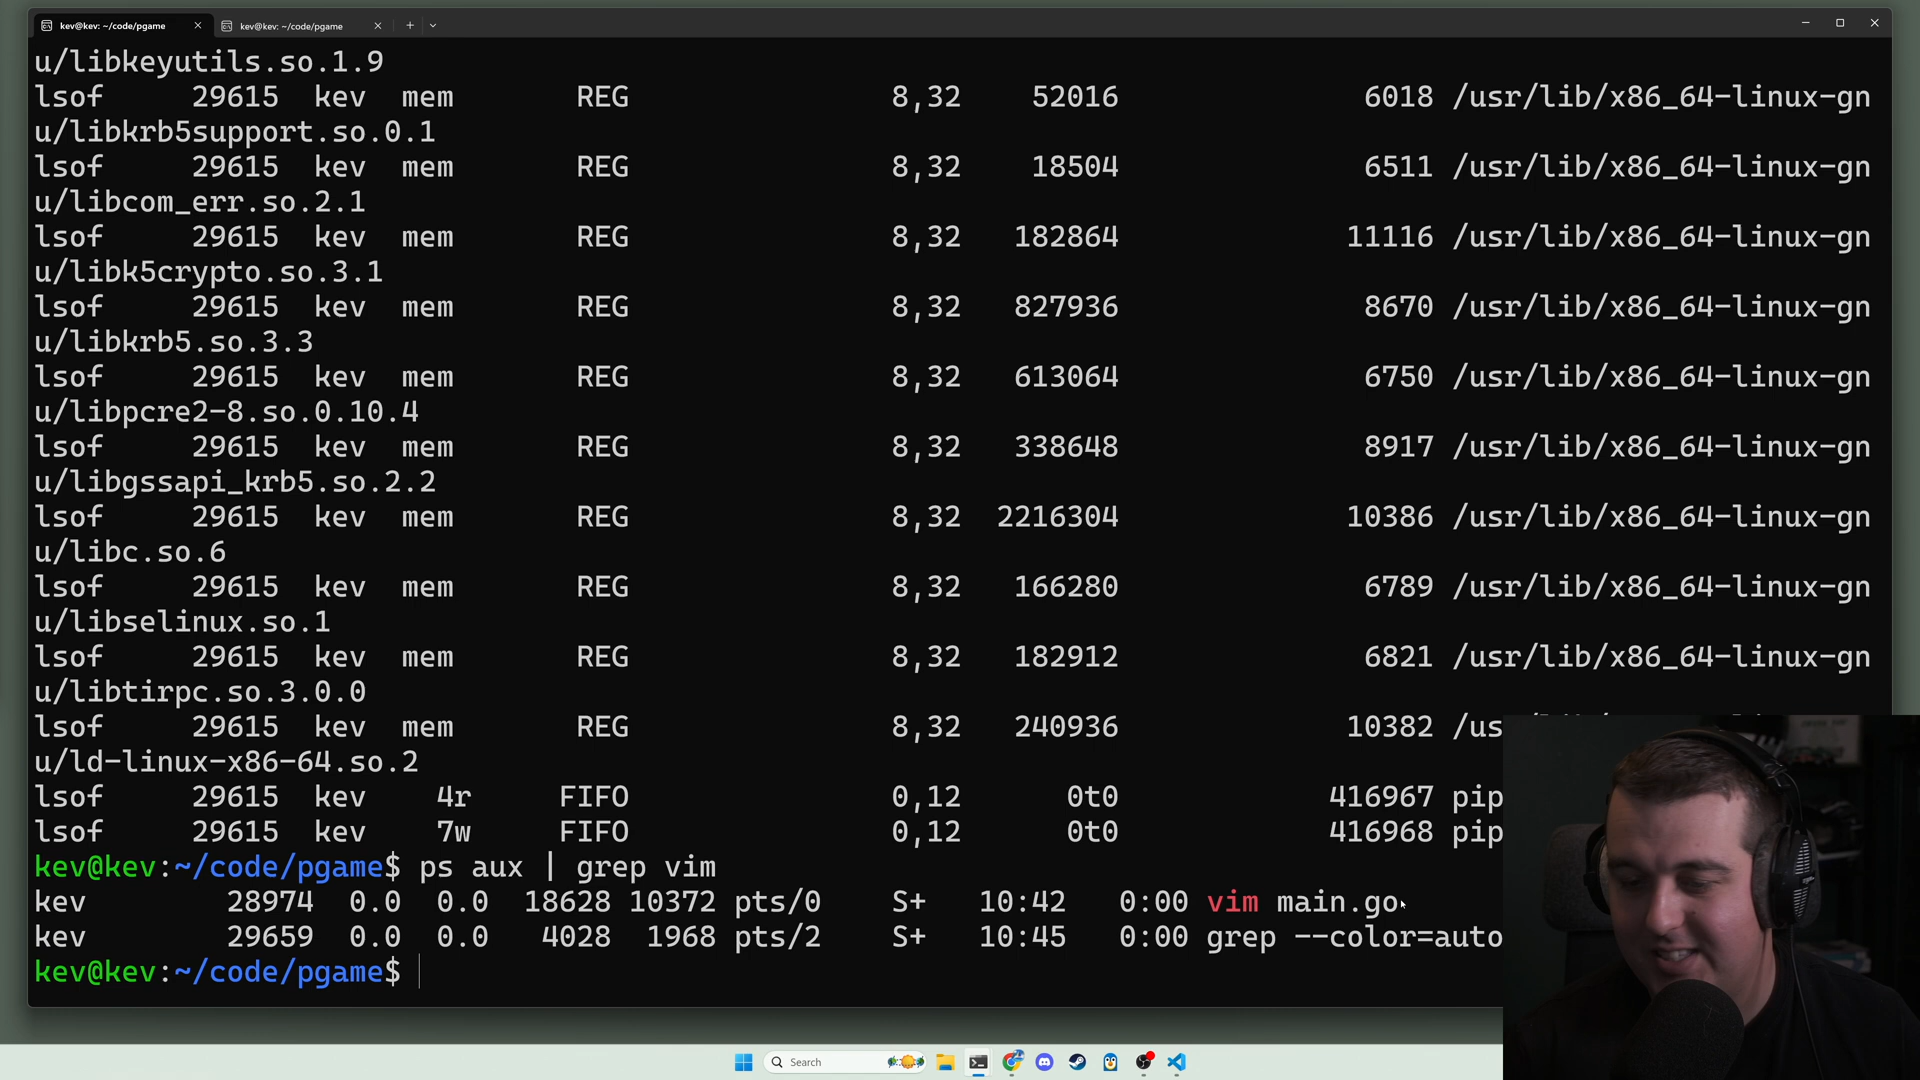 kev@kev: ~/code/pgame
kev@kev: ~/code/pgame
u/libkeyutils.so.1.9
lsof 29615 kev mem REG 8,32 52016 6018 /usr/lib/x86_64-linux-gn
u/libkrb5support.so.0.1
lsof 29615 kev mem REG 8,32 18504 6511 /usr/lib/x86_64-linux-gn
u/libcom_err.so.2.1
lsof 29615 kev mem REG 8,32 182864 11116 /usr/lib/x86_64-linux-gn
u/libk5crypto.so.3.1
lsof 29615 kev mem REG 8,32 827936 8670 /usr/lib/x86_64-linux-gn
u/libkrb5.so.3.3
lsof 29615 kev mem REG 8,32 613064 6750 /usr/lib/x86_64-linux-gn
u/libpcre2-8.so.0.10.4
lsof 29615 kev mem REG 8,32 338648 8917 /usr/lib/x86_64-linux-gn
u/libgssapi_krb5.so.2.2
lsof 29615 kev mem REG 8,32 2216304 10386 /usr/lib/x86_64-linux-gn
u/libc.so.6
lsof 29615 kev mem REG 8,32 166280 6789 /usr/lib/x86_64-linux-gn
u/libselinux.so.1
lsof 29615 kev mem REG 8,32 182912 6821 /usr/lib/x86_64-linux-gn
u/libtirpc.so.3.0.0
lsof 29615 kev mem REG 8,32 240936 10382 /us
u/ld-linux-x86-64.so.2
lsof 29615 kev 4r FIFO 0,12 0t0 416967 pip
lsof 29615 kev 7w FIFO 0,12 0t0 416968 pip
kev@kev:~/code/pgame$ ps aux | grep vim
kev 28974 0.0 0.0 18628 10372 pts/0 S+ 10:42 0:00 vim main.go
kev 29659 0.0 0.0 4028 1968 pts/2 S+ 10:45 0:00 grep --color=auto
kev@kev:~/code/pgame$
Search